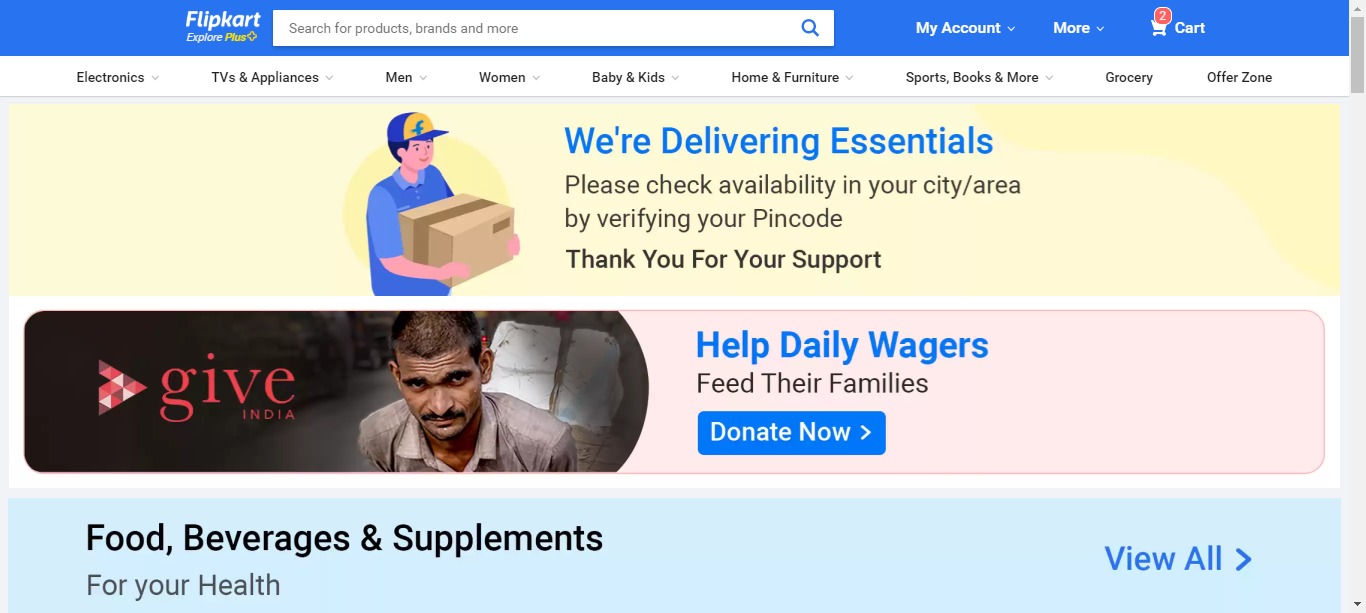 Flipkart
Explore Plus
Search for products, brands and more
My Account
More
2
Cart
Electronics
TVs & Appliances
Men
Women
Baby & Kids
Home & Furniture
Sports, Books & More
Grocery
Offer Zone
We're Delivering Essentials
Please check availability in your city/area
by verifying your Pincode
Thank You For Your Support
give
INDIA
Help Daily Wagers
Feed Their Families
Donate Now >
Food, Beverages & Supplements
For your Health
View All >